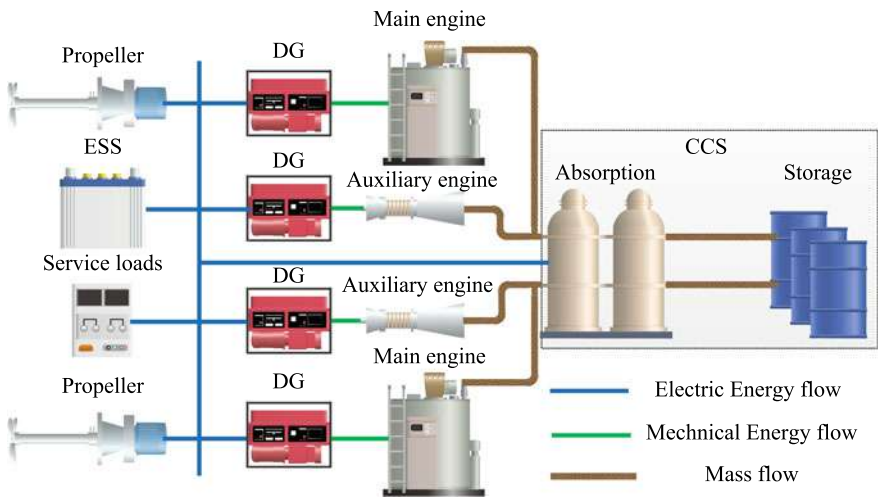 Main engine
Propeller
DG
ESS
DG
CCS
Auxiliary engine
Absorption
Storage
Service loads
DG
Auxiliary engine
Main engine
Propeller
DG
Electric Energy flow
Mechnical Energy flow
Mass flow